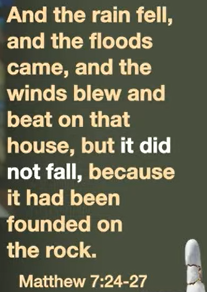 And the rain fell,
and the floods
came, and the
winds blew and
beat on that
house, but it did
not fall, because
it had been
founded on
the rock.
Matthew 7:24-27